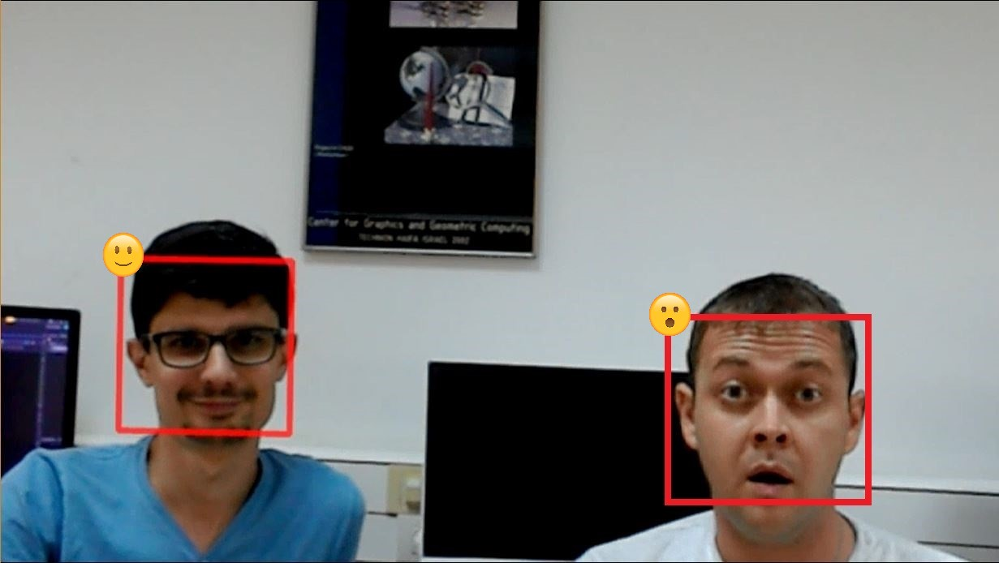 Center for Graphics and Geometric Computing
TECHNION HAIFA ISRAEL 2002